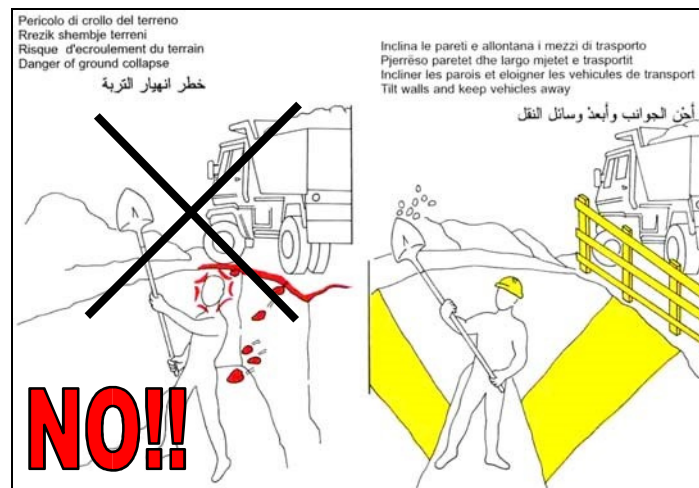 Pericolo di crollo del terreno
Rrezik shembje terreni
Risque d'ecroulement du terrain
Danger of ground collapse
خطر انهيار التربة
NO!!
Inclina le pareti e allontana i mezzi di trasporto
Pjerrëso paretet dhe largo mjetet e trasportit
Incliner les parois et eloigner les vehicules de transport
Tilt walls and keep vehicles away
أحْنِ الجوانب وأبعدْ وسائل النقل